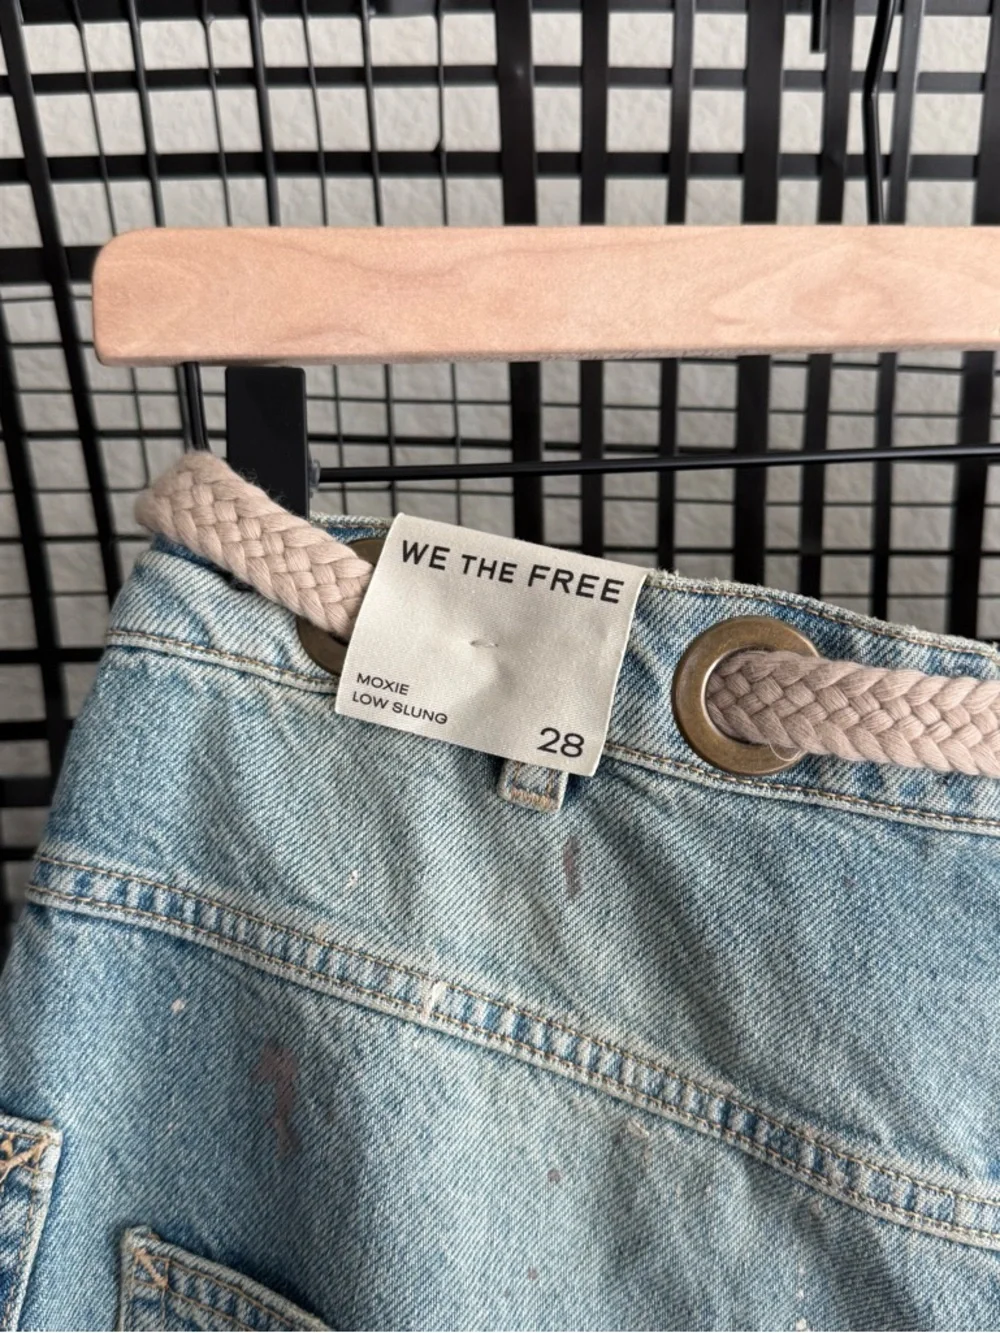 WE THE FREE
MOXIE
LOW SLUNG
28